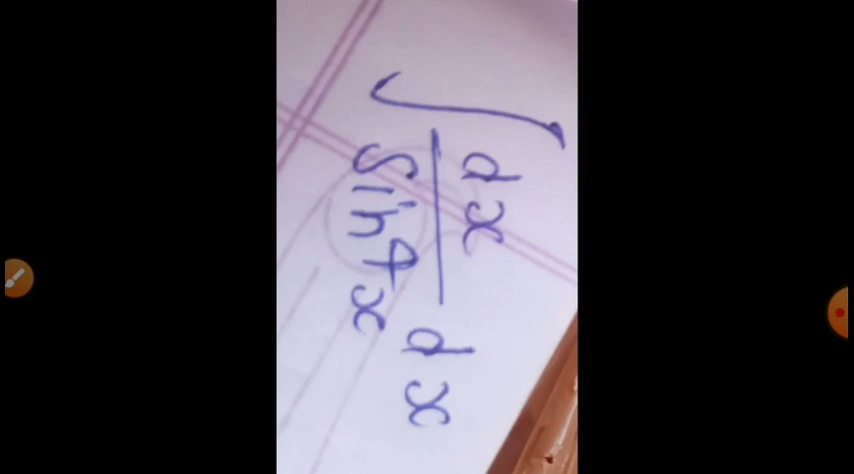 ∫ dx / sin⁴x dx